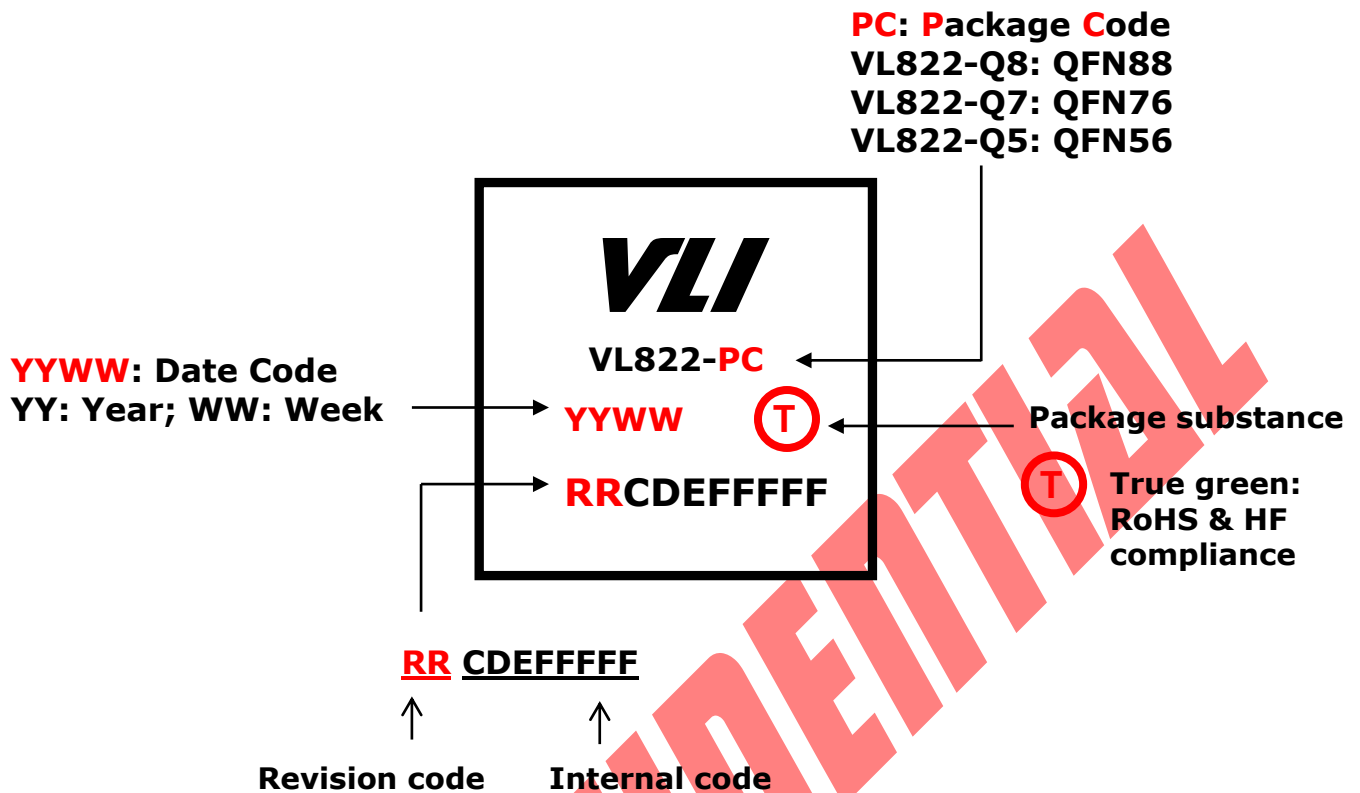 PC: Package Code
VL822-Q8: QFN88
VL822-Q7: QFN76
VL822-Q5: QFN56
VLI
VL822-PC
YYWW: Date Code
YY: Year; WW: Week
YYWW
T
Package substance
RRCDEFFFFF
T
True green:
RoHS & HF
compliance
RR CDEFFFFF
Revision code
Internal code
DENTIAL